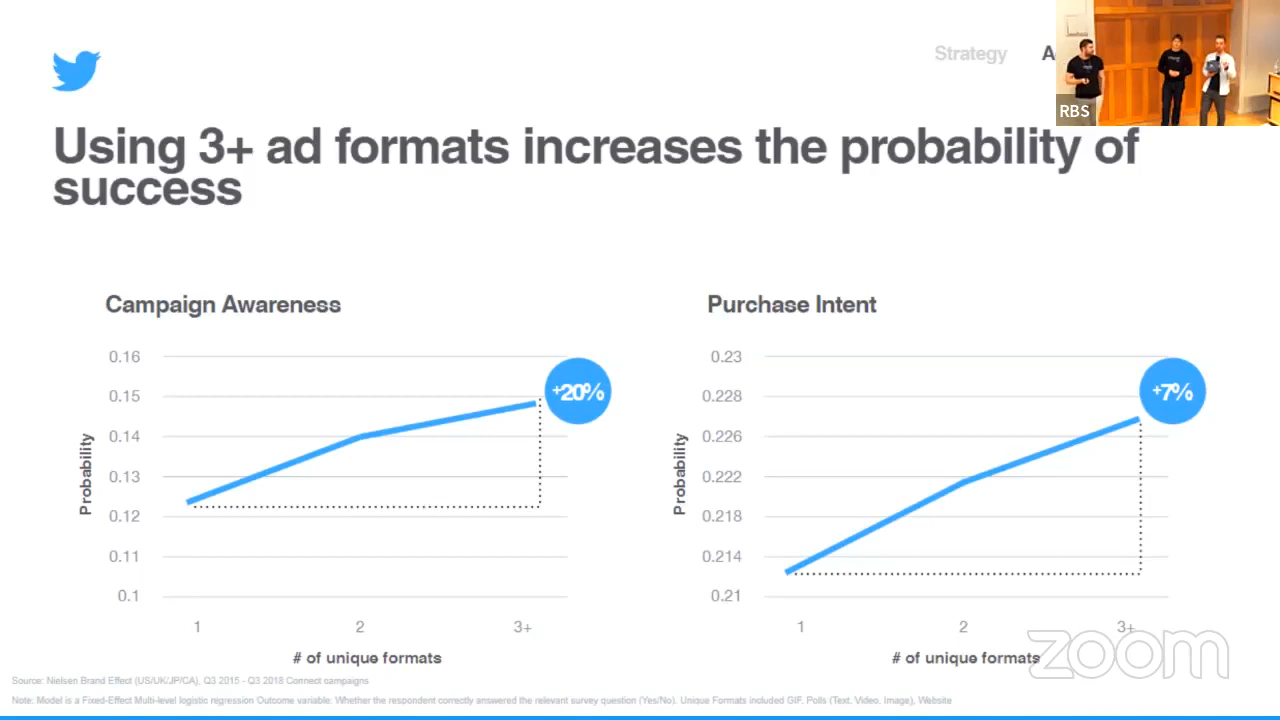 Strategy
RBS
Using 3+ ad formats increases the probability of
success
Campaign Awareness
0.16
0.15
0.14
0.13
0.12
0.11
0.1
Probability
+20%
1 2 3+
# of unique formats
Purchase Intent
0.23
0.228
0.226
0.222
0.218
0.214
0.21
Probability
+7%
1 2 3+
# of unique formats
zoom
Source: Nielsen Brand Effect (US/UK/JP/CA), Q3 2015 - Q3 2018 Connect campaigns
Note: Model is a Fixed-Effect Multi-level logistic regression Outcome variable: Whether the respondent correctly answered the relevant survey question (Yes/No). Unique Formats included GIF, Polls (Text, Video, Image), Website